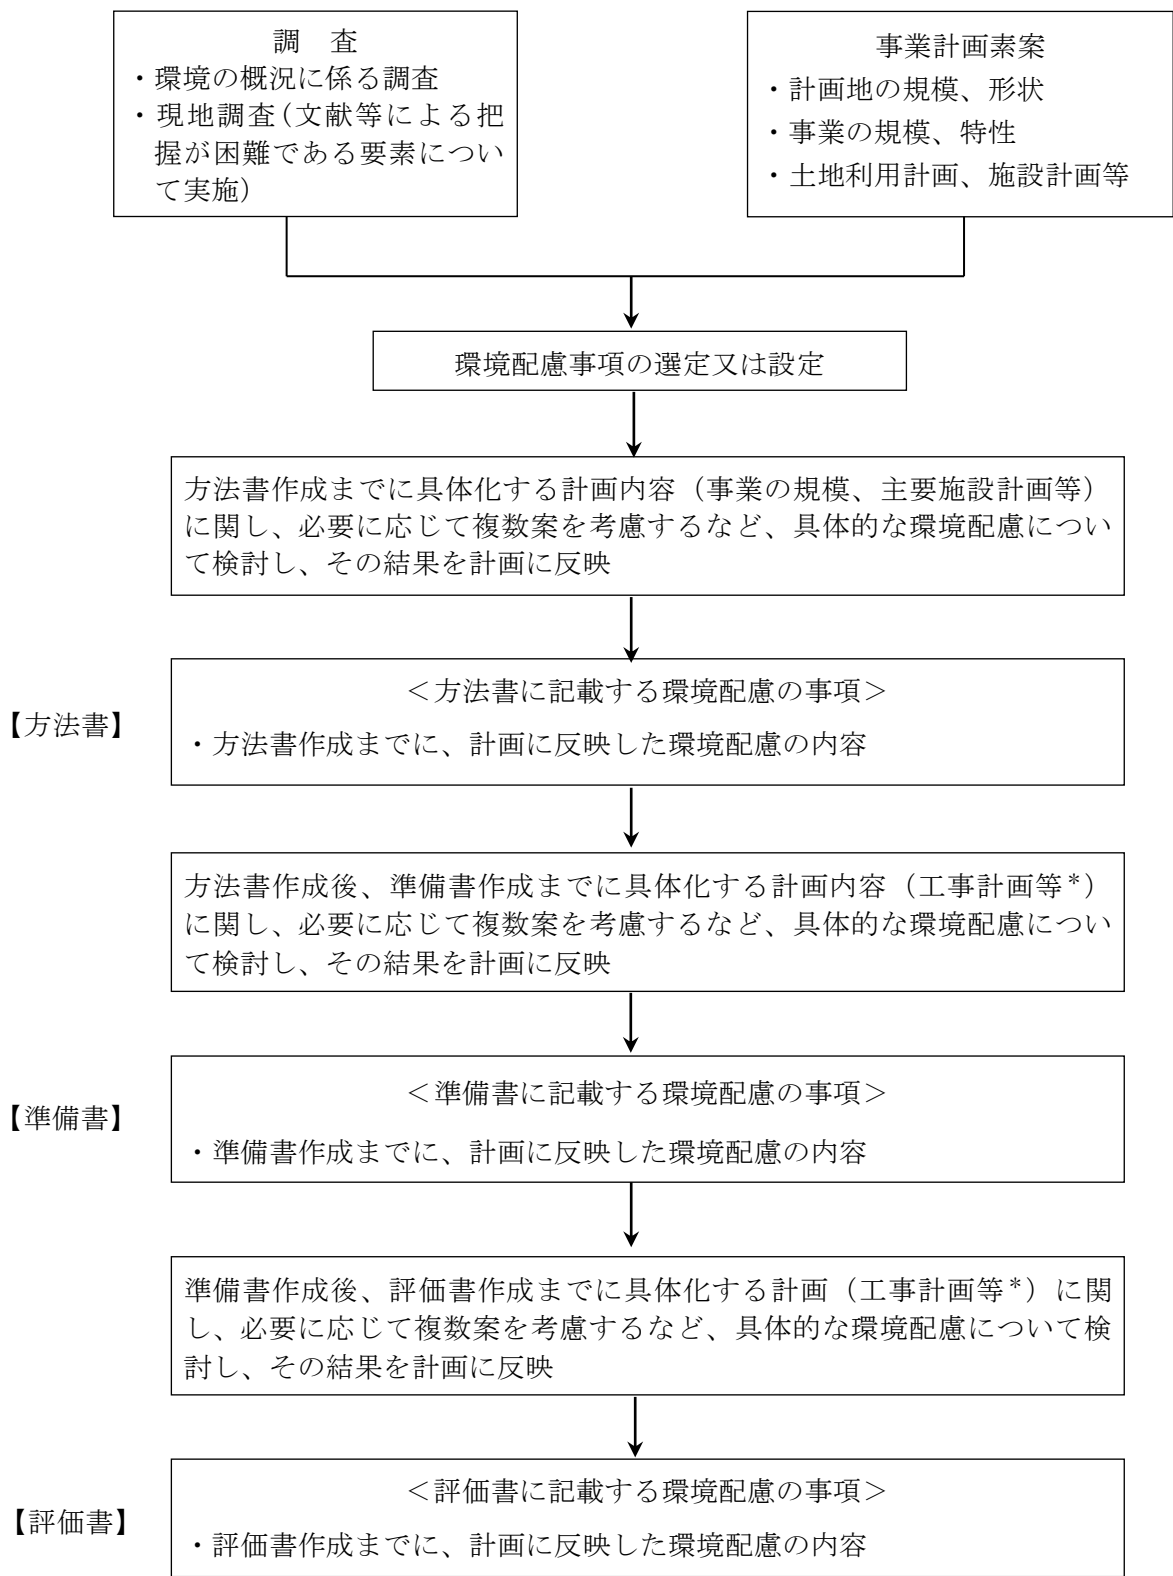 調　査
・環境の概況に係る調査
・現地調査(文献等による把
握が困難である要素につい
て実施)
事業計画素案
・計画地の規模、形状
・事業の規模、特性
・土地利用計画、施設計画等
環境配慮事項の選定又は設定
方法書作成までに具体化する計画内容（事業の規模、主要施設計画等）
に関し、必要に応じて複数案を考慮するなど、具体的な環境配慮につい
て検討し、その結果を計画に反映
＜方法書に記載する環境配慮の事項＞
【方法書】
・方法書作成までに、計画に反映した環境配慮の内容
方法書作成後、準備書作成までに具体化する計画内容（工事計画等*）
に関し、必要に応じて複数案を考慮するなど、具体的な環境配慮につい
て検討し、その結果を計画に反映
＜準備書に記載する環境配慮の事項＞
【準備書】
・準備書作成までに、計画に反映した環境配慮の内容
準備書作成後、評価書作成までに具体化する計画（工事計画等*）に関
し、必要に応じて複数案を考慮するなど、具体的な環境配慮について検
討し、その結果を計画に反映
＜評価書に記載する環境配慮の事項＞
【評価書】
・評価書作成までに、計画に反映した環境配慮の内容